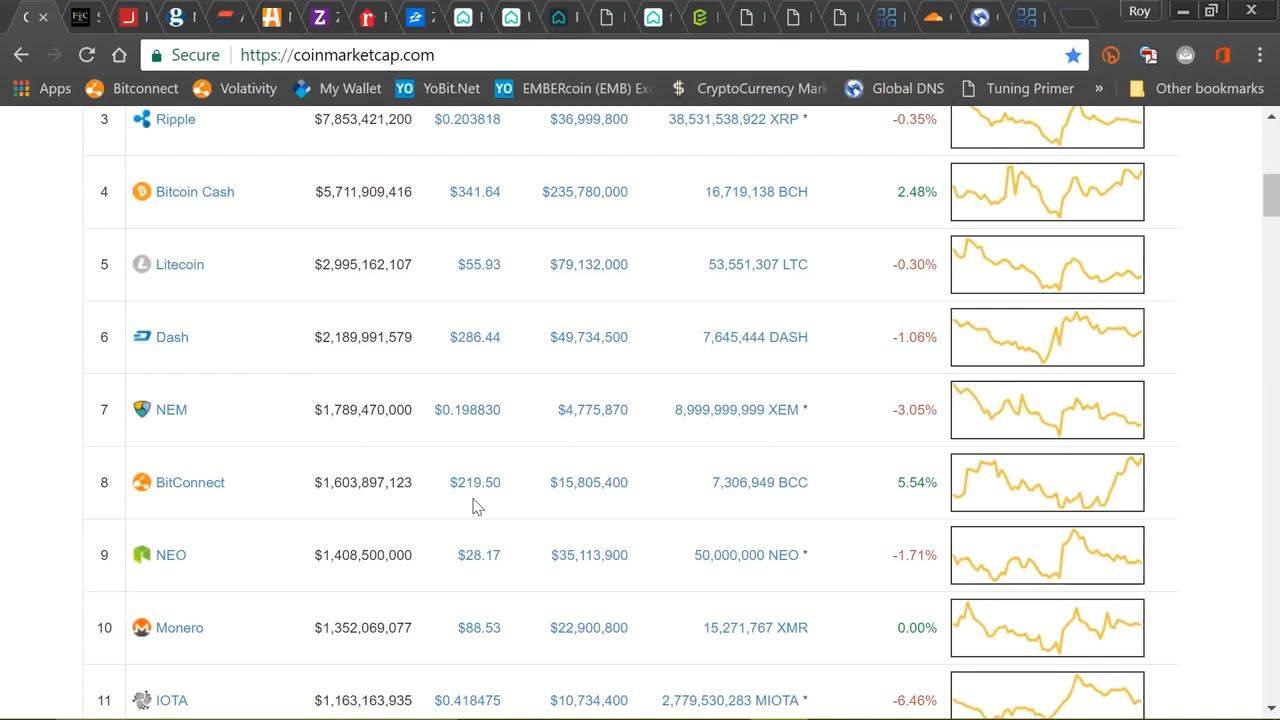 Roy
Secure https://coinmarketcap.com
Apps Bitconnect Volativity My Wallet YO YoBit.Net YO EMBERcoin (EMB) Exc CryptoCurrency Mark Global DNS Tuning Primer » Other bookmarks
3 Ripple $7,853,421,200 $0.203818 $36,999,800 38,531,538,922 XRP * -0.35%
4 Bitcoin Cash $5,711,909,416 $341.64 $235,780,000 16,719,138 BCH 2.48%
5 Litecoin $2,995,162,107 $55.93 $79,132,000 53,551,307 LTC -0.30%
6 Dash $2,189,991,579 $286.44 $49,734,500 7,645,444 DASH -1.06%
7 NEM $1,789,470,000 $0.198830 $4,775,870 8,999,999,999 XEM * -3.05%
8 BitConnect $1,603,897,123 $219.50 $15,805,400 7,306,949 BCC 5.54%
9 NEO $1,408,500,000 $28.17 $35,113,900 50,000,000 NEO * -1.71%
10 Monero $1,352,069,077 $88.53 $22,900,800 15,271,767 XMR 0.00%
11 IOTA $1,163,163,935 $0.418475 $10,734,400 2,779,530,283 MIOTA * -6.46%